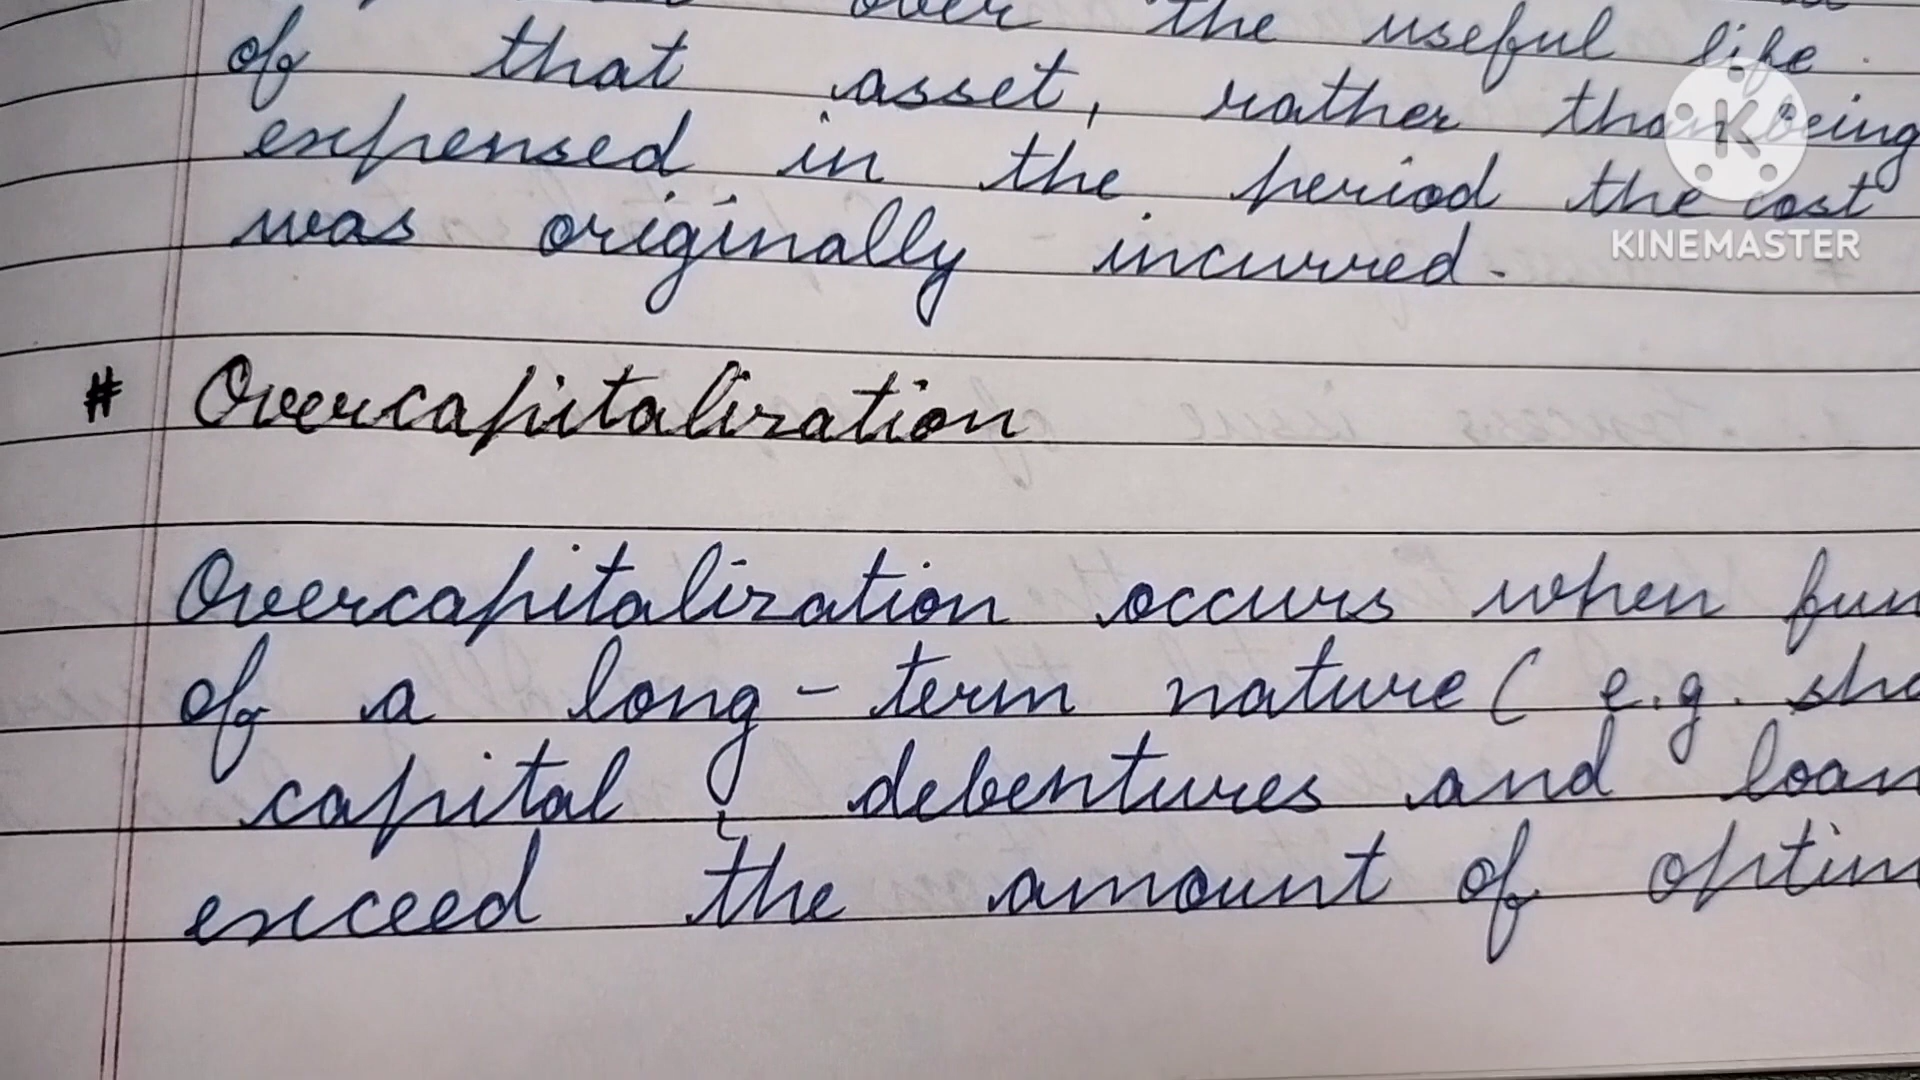 over the useful life
of that asset, rather than being
expensed in the period the cost
was originally incurred.
# Overcapitalization
Overcapitalization occurs when fun
of a long-term nature (e.g. sha
capital, debentures and loan
exceed the amount of optim
K
KINEMASTER